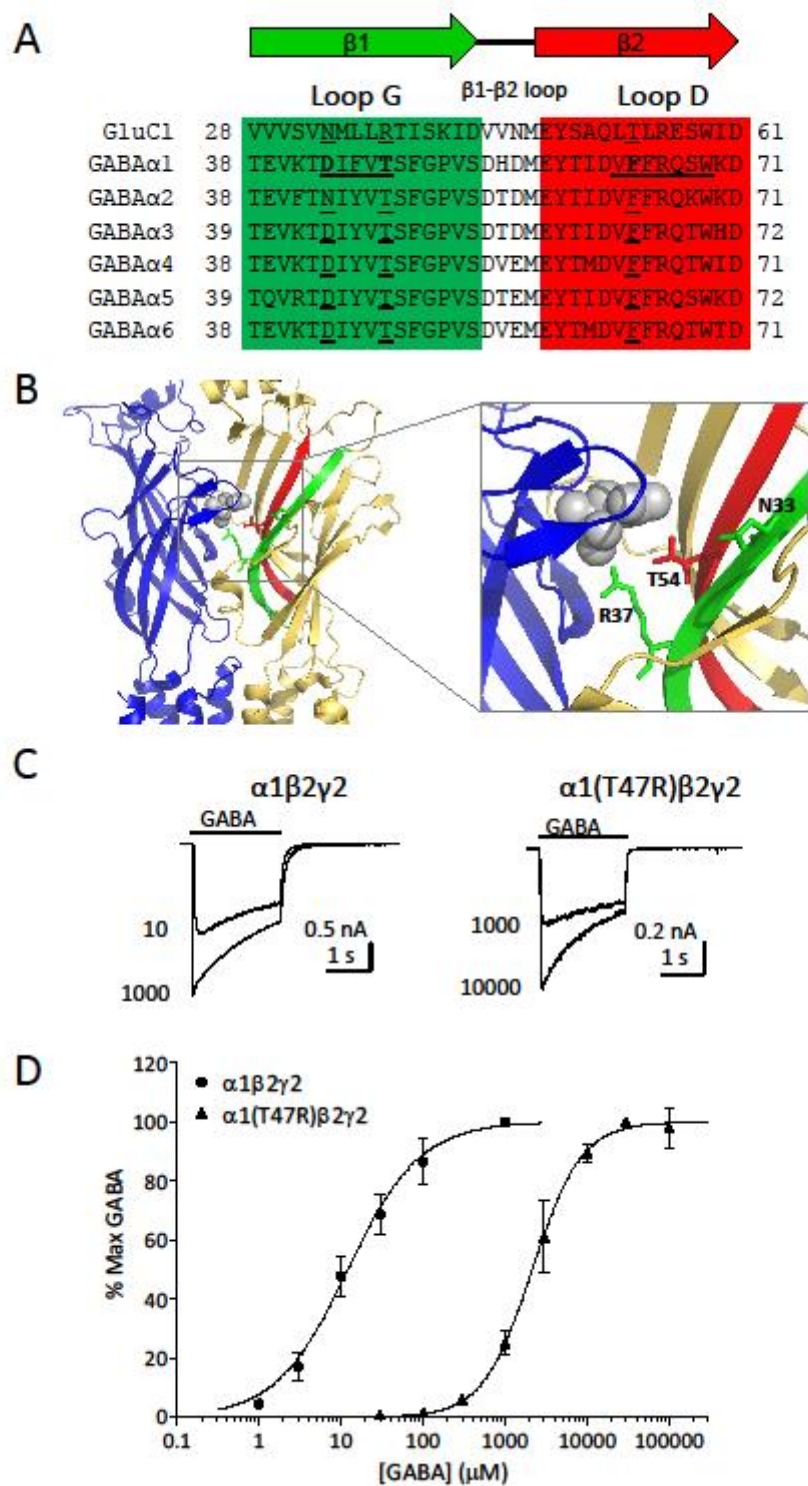 A
β1 β2
Loop G β1-β2 loop Loop D
GluCl 28 VVVSVNMLLRTISKIDVVNMEYSAQLTLRESWID 61
GABAα1 38 TEVKTDIFVTSFGPVSDHDMEYTIDVFFRQSWKD 71
GABAα2 38 TEVFTNIYVTSFGPVSDTDMEYTIDVFFRQKWKD 71
GABAα3 39 TEVKTDIYVTSFGPVSDTDMEYTIDVFFRQTWHD 72
GABAα4 38 TEVKTDIYVTSFGPVSDVEMEYTMDVFFRQTWID 71
GABAα5 39 TQVRTDIYVTSFGPVSDTEMEYTIDVFFRQSWKD 72
GABAα6 38 TEVKTDIYVTSFGPVSDVEMEYTMDVFFRQTWTD 71
B
N33
T54
R37
C
α1β2γ2 α1(T47R)β2γ2
GABA GABA
10 0.5 nA 1000 0.2 nA
1 s 1 s
1000 10000
D
120
100
80
60
40
20
0
% Max GABA
α1β2γ2
α1(T47R)β2γ2
0.1 1 10 100 1000 10000 100000
[GABA] (μM)